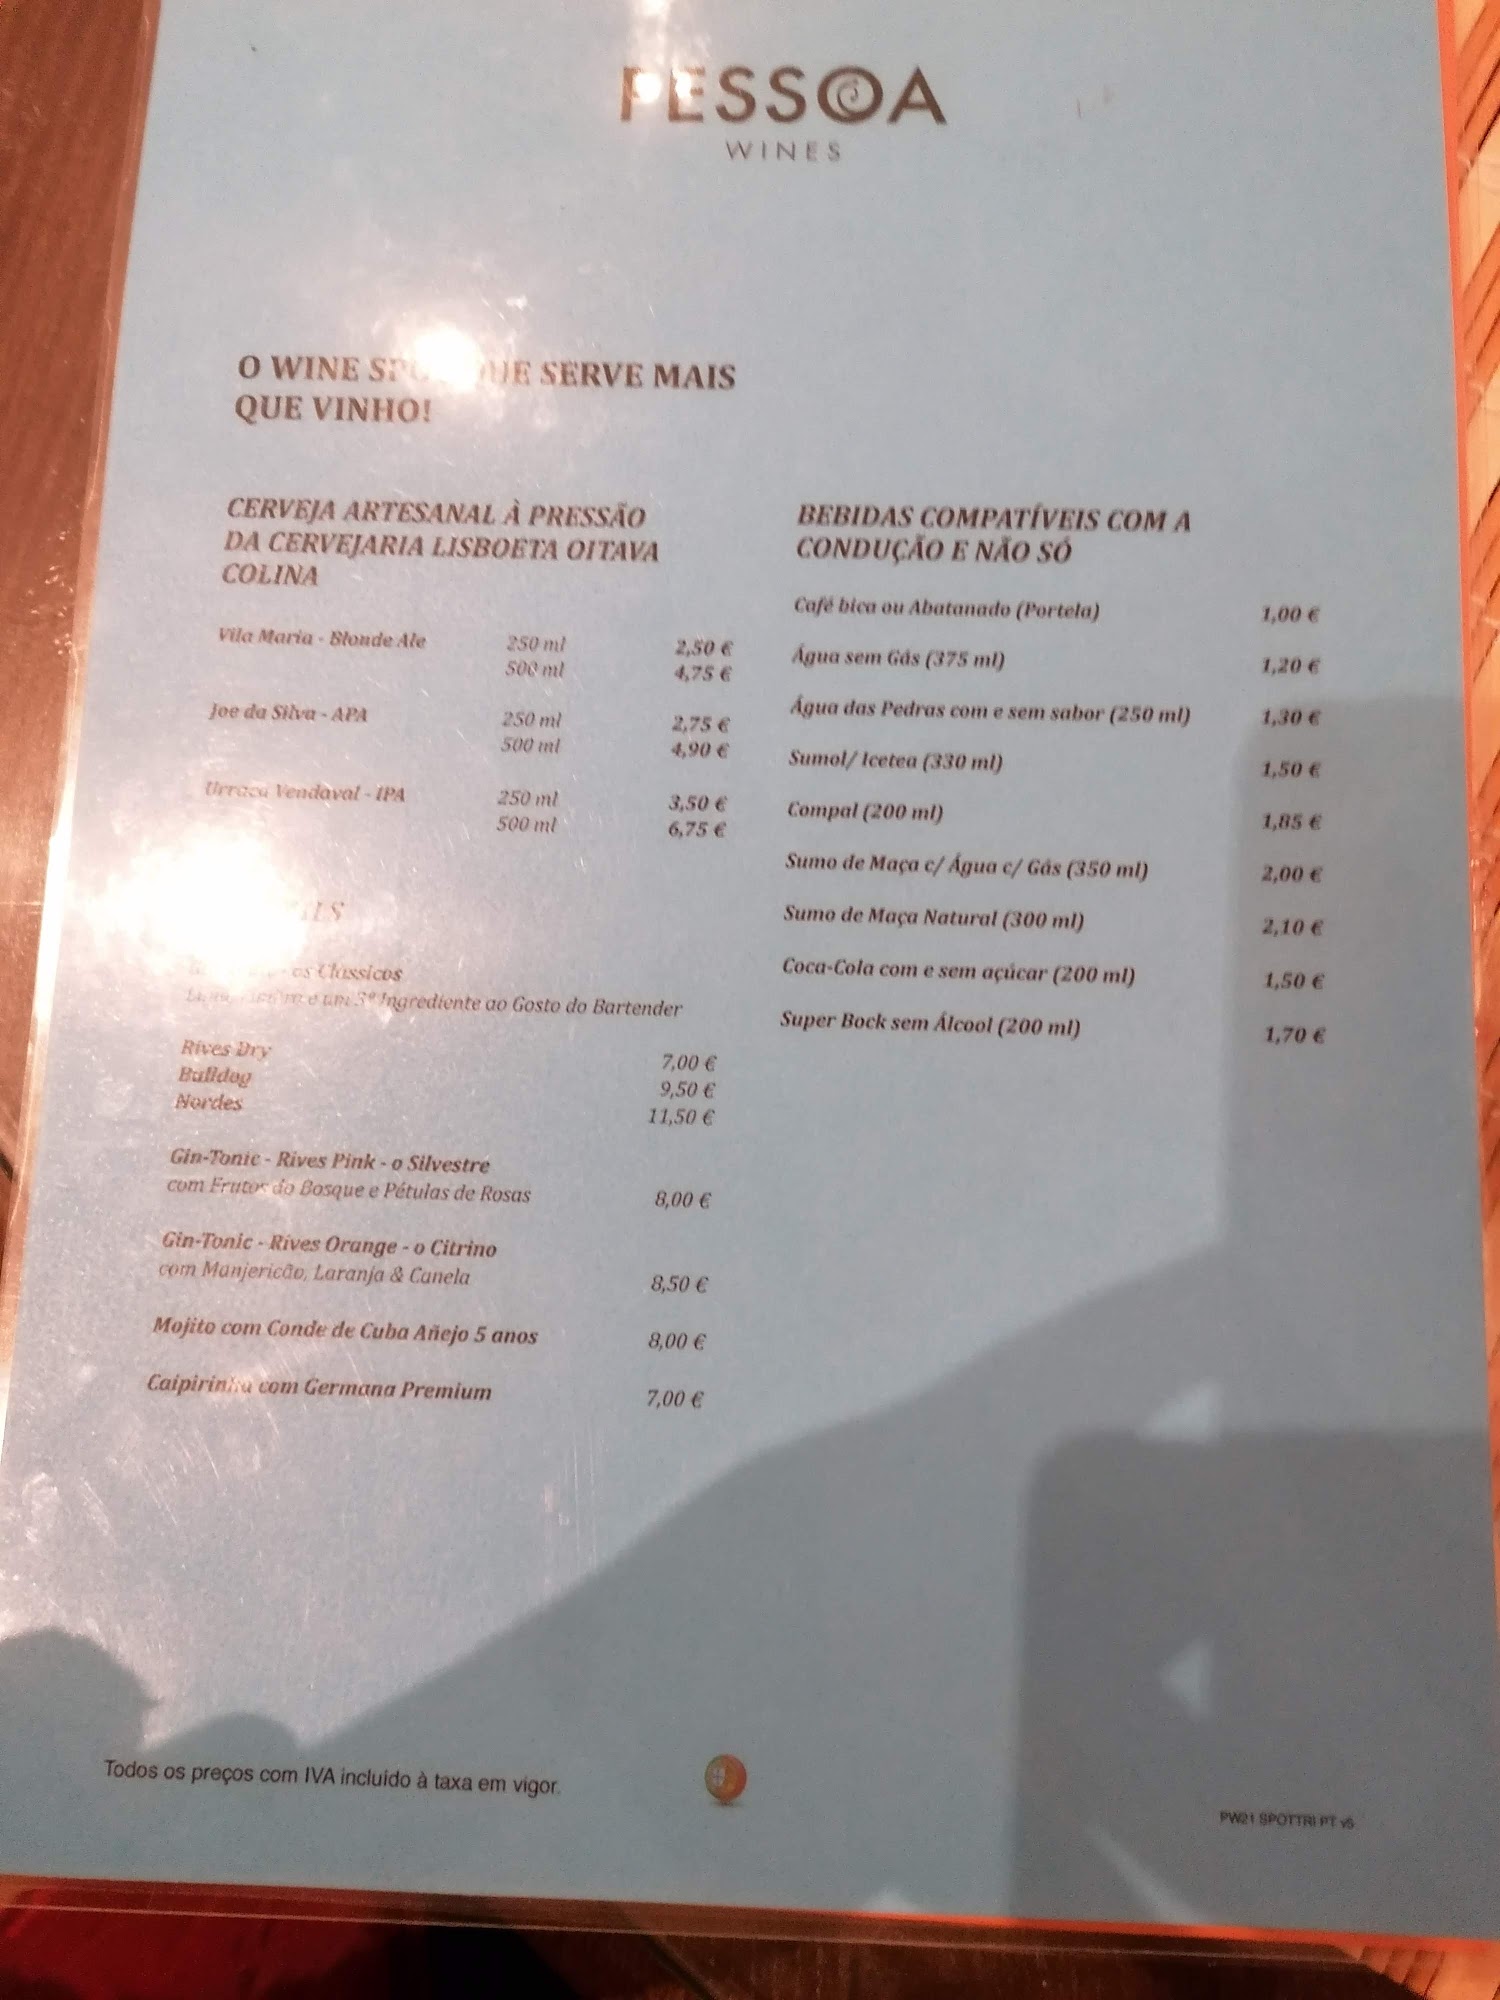 PESSOA
WINES
O WINE QUE SERVE MAIS
QUE VINHO!
CERVEJA ARTESANAL À PRESSÃO
DA CERVEJARIA LISBOETA OITAVA
COLINA
Vila Maria - Blonde Ale 250 ml 2,50 €
500 ml 4,75 €
Joe da Silva - APA 250 ml 2,75 €
500 ml 4,90 €
Urraca Vendaval - IPA 250 ml 3,50 €
500 ml 6,75 €
os Clássicos
e um 3º Ingrediente ao Gosto do Bartender
Rives Dry 7,00 €
Bulldog 9,50 €
Nordes 11,50 €
Gin-Tonic - Rives Pink - o Silvestre
com Frutos do Bosque e Pétulas de Rosas 8,00 €
Gin-Tonic - Rives Orange - o Citrino
com Manjericão, Laranja & Canela 8,50 €
Mojito com Conde de Cuba Añejo 5 anos 8,00 €
Caipirinha com Germana Premium 7,00 €
BEBIDAS COMPATÍVEIS COM A
CONDUÇÃO E NÃO SÓ
Café bica ou Abatanado (Portela) 1,00 €
Água sem Gás (375 ml) 1,20 €
Água das Pedras com e sem sabor (250 ml) 1,30 €
Sumol/ Icetea (330 ml) 1,50 €
Compal (200 ml) 1,85 €
Sumo de Maça c/ Água c/ Gás (350 ml) 2,00 €
Sumo de Maça Natural (300 ml) 2,10 €
Coca-Cola com e sem açúcar (200 ml) 1,50 €
Super Bock sem Álcool (200 ml) 1,70 €
Todos os preços com IVA incluído à taxa em vigor.
PW21 SPOTTRI PT v5